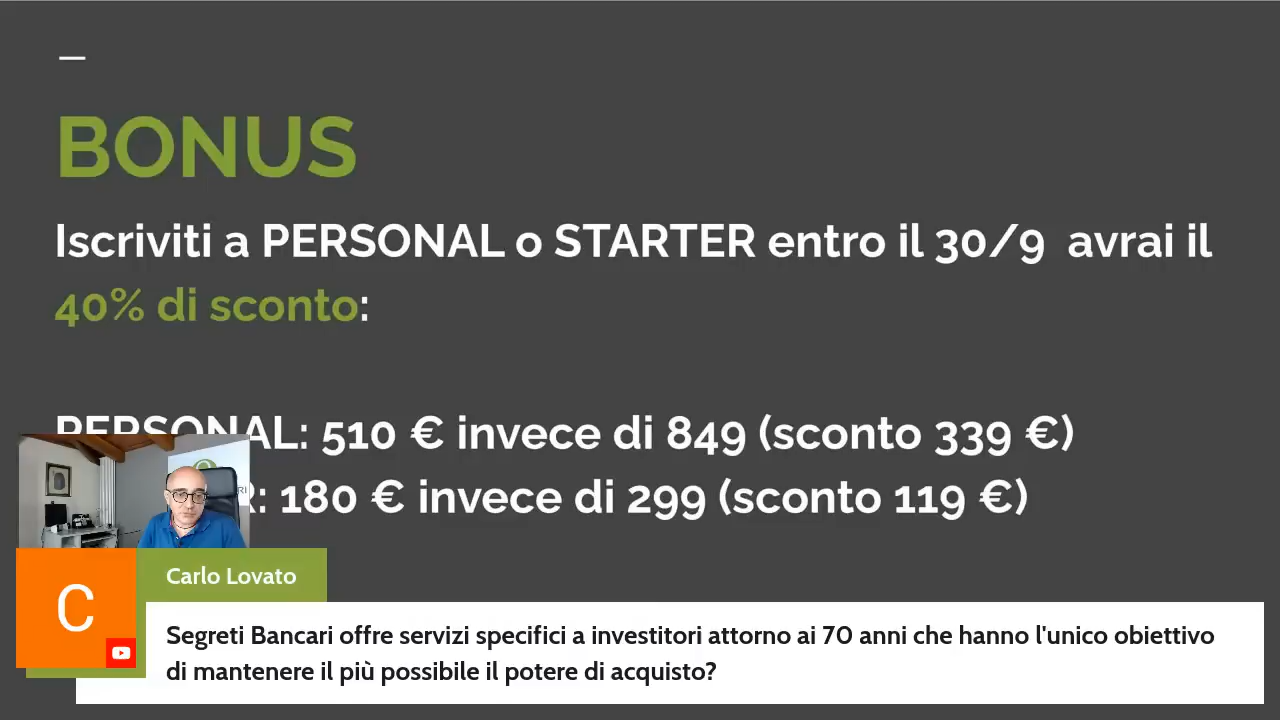 BONUS
Iscriviti a PERSONAL o STARTER entro il 30/9 avrai il
40% di sconto:
PERSONAL: 510 € invece di 849 (sconto 339 €)
180 € invece di 299 (sconto 119 €)
C
Carlo Lovato
Segreti Bancari offre servizi specifici a investitori attorno ai 70 anni che hanno l'unico obiettivo
di mantenere il più possibile il potere di acquisto?